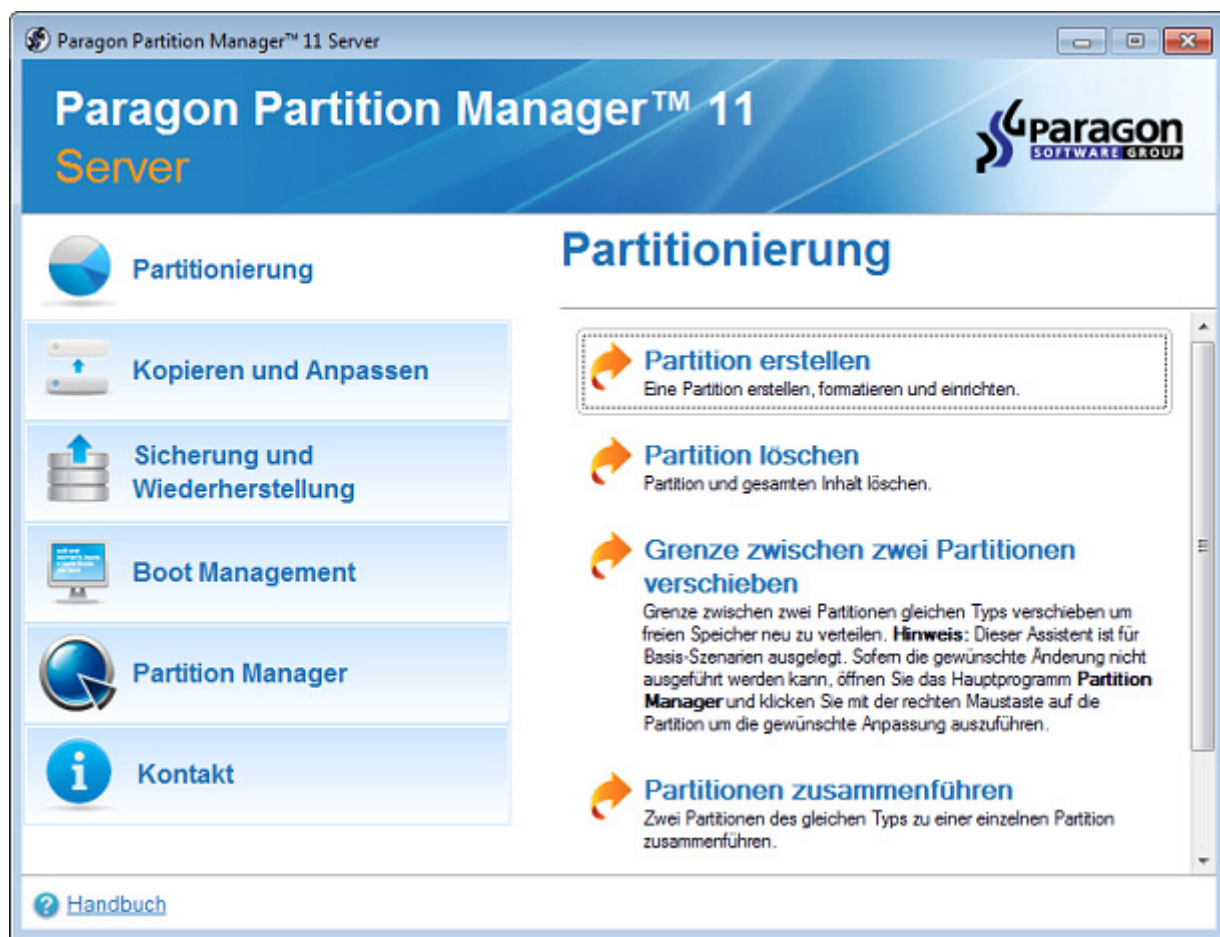 Paragon Partition Manager™ 11 Server
Paragon Partition Manager™ 11
Server
Paragon
SOFTWARE GROUP
Partitionierung
Kopieren und Anpassen
Sicherung und
Wiederherstellung
Boot Management
Partition Manager
Kontakt
Partitionierung
Partition erstellen
Eine Partition erstellen, formatieren und einrichten.
Partition löschen
Partition und gesamten Inhalt löschen.
Grenze zwischen zwei Partitionen
verschieben
Grenze zwischen zwei Partitionen gleichen Typs verschieben um
freien Speicher neu zu verteilen. Hinweis: Dieser Assistent ist für
Basis-Szenarien ausgelegt. Sofern die gewünschte Änderung nicht
ausgeführt werden kann, öffnen Sie das Hauptprogramm Partition
Manager und klicken Sie mit der rechten Maustaste auf die
Partition um die gewünschte Anpassung auszuführen.
Partitionen zusammenführen
Zwei Partitionen des gleichen Typs zu einer einzelnen Partition
zusammenführen.
Handbuch